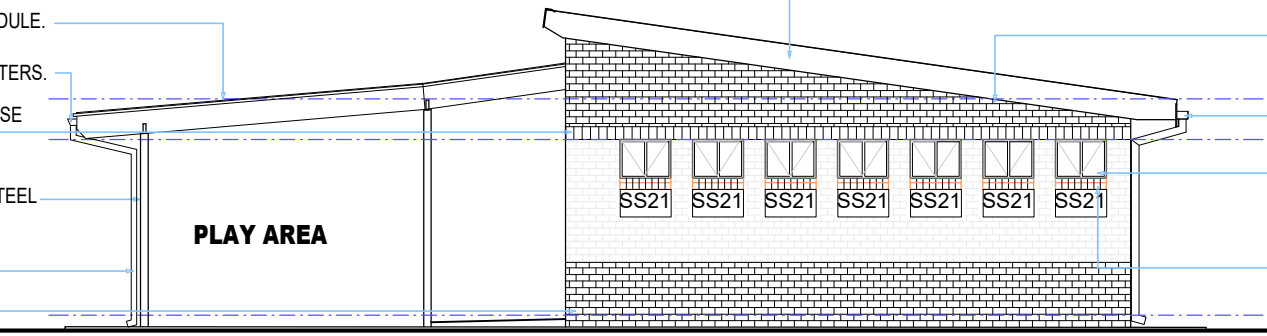 DULE.
TERS.
SE
TEEL
PLAY AREA
SS21 SS21 SS21 SS21 SS21 SS21 SS21